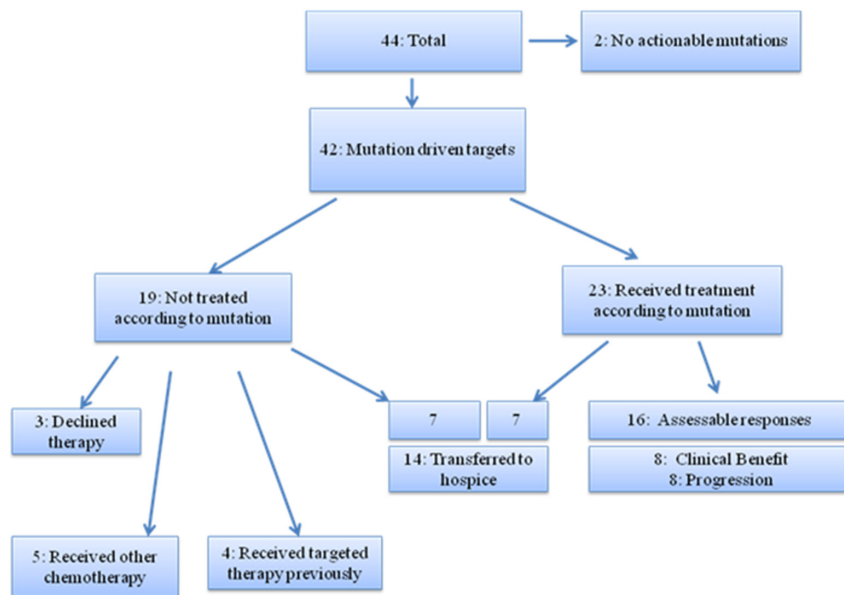 44: Total
2: No actionable mutations
42: Mutation driven targets
19: Not treated
according to mutation
23: Received treatment
according to mutation
3: Declined
therapy
7
7
14: Transferred to
hospice
16: Assessable responses
8: Clinical Benefit
8: Progression
5: Received other
chemotherapy
4: Received targeted
therapy previously